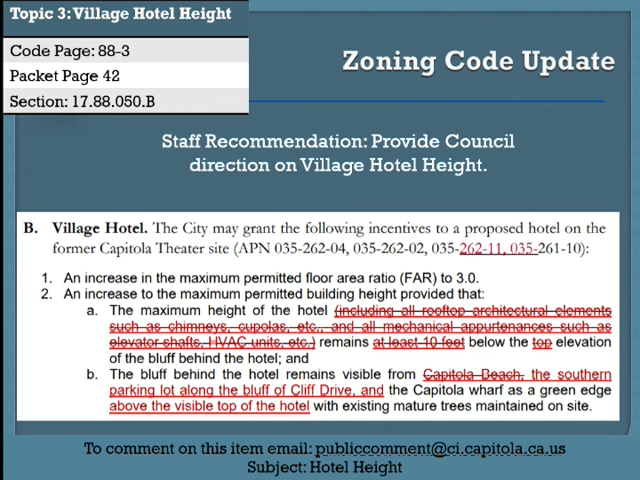 Topic 3: Village Hotel Height
Code Page: 88-3
Packet Page 42
Section: 17.88.050.B
Zoning Code Update
Staff Recommendation: Provide Council
direction on Village Hotel Height.
B. Village Hotel. The City may grant the following incentives to a proposed hotel on the
former Capitola Theater site (APN 035-262-04, 035-262-02, 035-262-11, 035-261-10):
1. An increase in the maximum permitted floor area ratio (FAR) to 3.0.
2. An increase to the maximum permitted building height provided that:
a. The maximum height of the hotel (including all rooftop architectural elements
such as chimneys, cupolas, etc., and all mechanical appurtenances such as
elevator shafts, HVAC units, etc.) remains at least 10 feet below the top elevation
of the bluff behind the hotel; and
b. The bluff behind the hotel remains visible from Capitola Beach, the southern
parking lot along the bluff of Cliff Drive, and the Capitola wharf as a green edge
above the visible top of the hotel with existing mature trees maintained on site.
To comment on this item email: publiccomment@ci.capitola.ca.us
Subject: Hotel Height